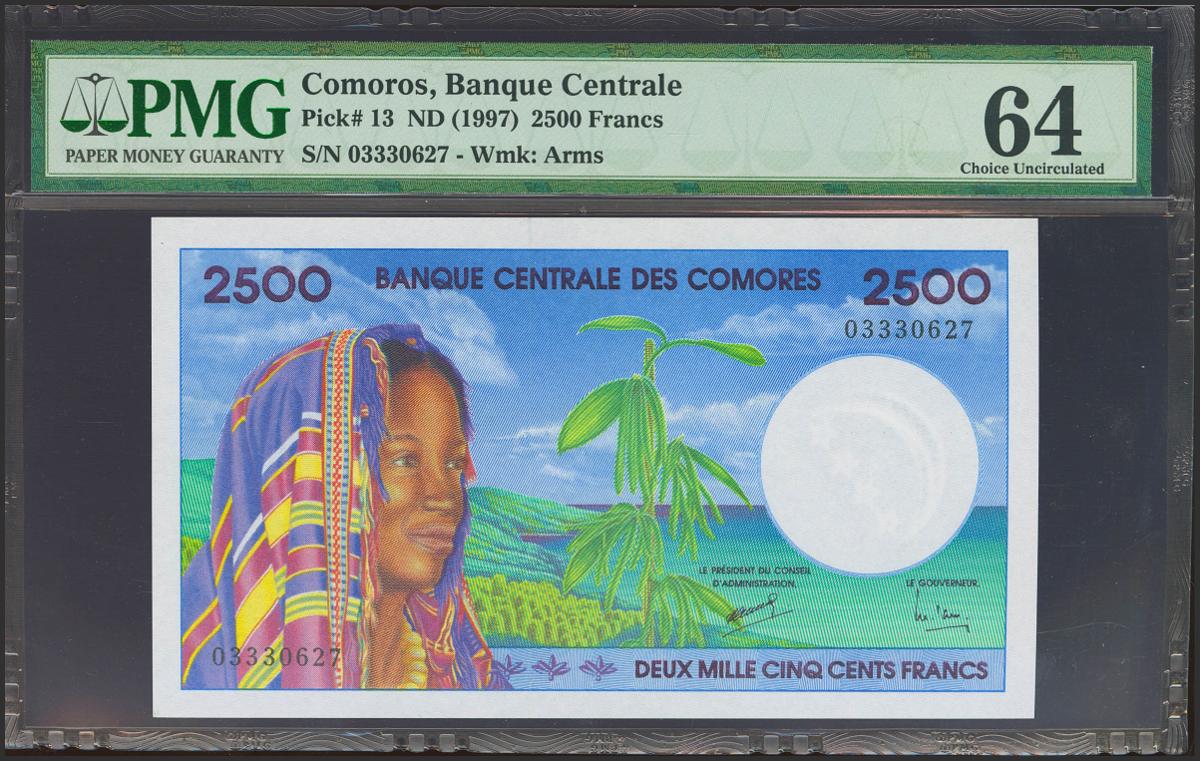 PMG
PAPER MONEY GUARANTY
Comoros, Banque Centrale
Pick# 13 ND (1997) 2500 Francs
S/N 03330627 - Wmk: Arms
64
Choice Uncirculated
2500 BANQUE CENTRALE DES COMORES 2500
03330627
LE PRÉSIDENT DU CONSEIL
D'ADMINISTRATION,
LE GOUVERNEUR,
03330627
DEUX MILLE CINQ CENTS FRANCS